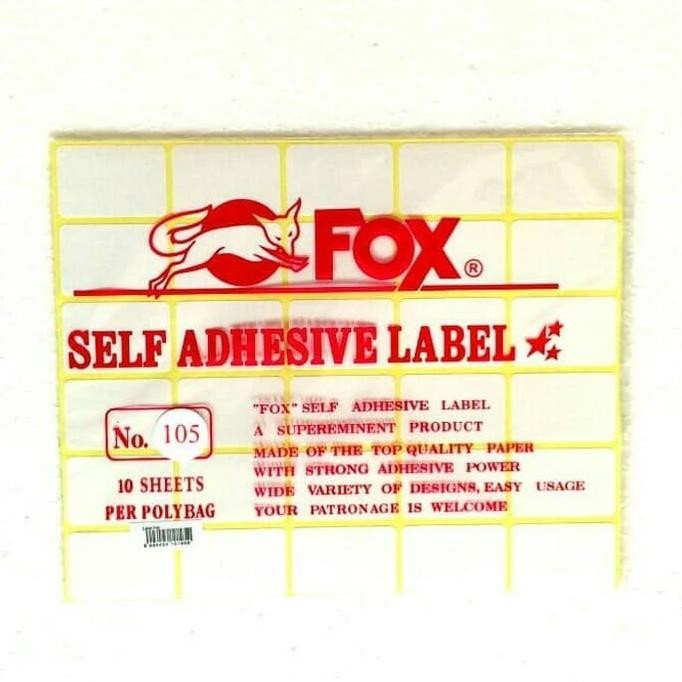 FOX®
SELF ADHESIVE LABEL
No. 105
10 SHEETS
PER POLYBAG
"FOX" SELF ADHESIVE LABEL
A SUPEREMINENT PRODUCT
MADE OF THE TOP QUALITY PAPER
WITH STRONG ADHESIVE POWER
WIDE VARIETY OF DESIGNS, EASY USAGE
YOUR PATRONAGE IS WELCOME